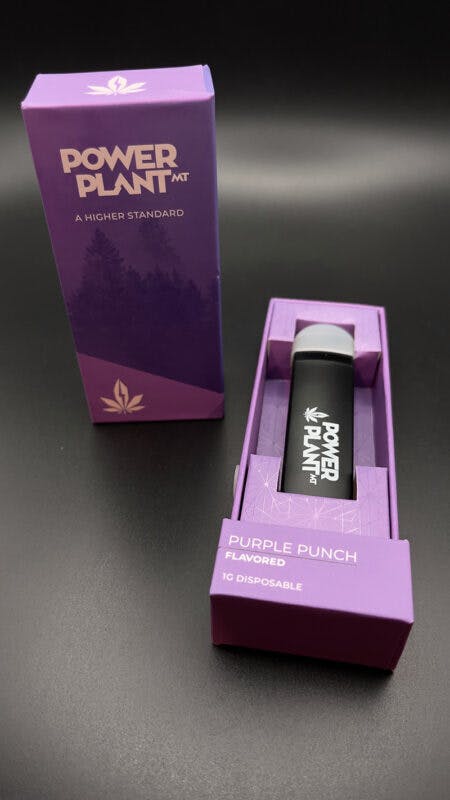 POWER
PLANT MT
A HIGHER STANDARD
POWER
PLANT MT
PURPLE PUNCH
FLAVORED
1G DISPOSABLE